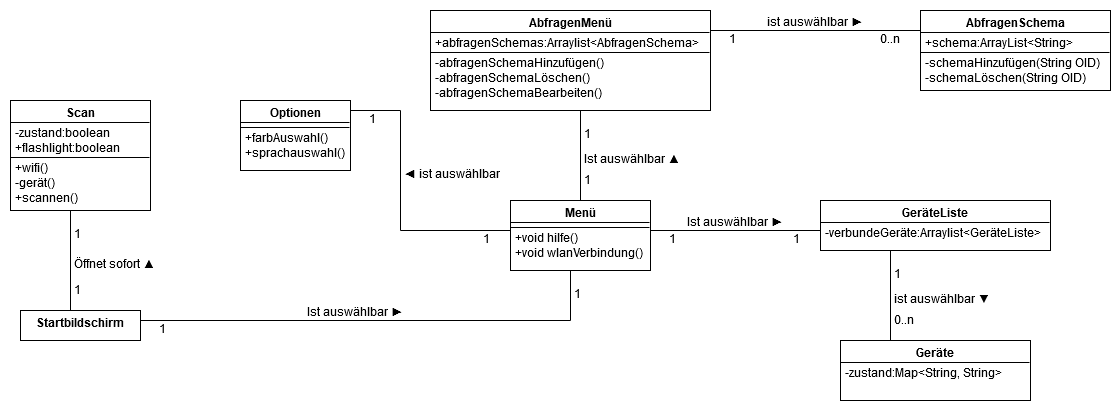 AbfragenMenü
+abfragenSchemas:Arraylist<AbfragenSchema>
-abfragenSchemaHinzufügen()
-abfragenSchemaLöschen()
-abfragenSchemaBearbeiten()
ist auswählbar ►
1
0..n
AbfragenSchema
+schema:ArrayList<String>
-schemaHinzufügen(String OID)
-schemaLöschen(String OID)
Scan
-zustand:boolean
+flashlight:boolean
+wifi()
-gerät()
+scannen()
Optionen
+farbAuswahl()
+sprachauswahl()
1
◄ ist auswählbar
1
1
Ist auswählbar ▲
1
Menü
+void hilfe()
+void wlanVerbindung()
Ist auswählbar ►
1
1
GeräteListe
-verbundeGeräte:Arraylist<GeräteListe>
1
Öffnet sofort ▲
1
Startbildschirm
Ist auswählbar ►
1
1
1
ist auswählbar ▼
0..n
Geräte
-zustand:Map<String, String>